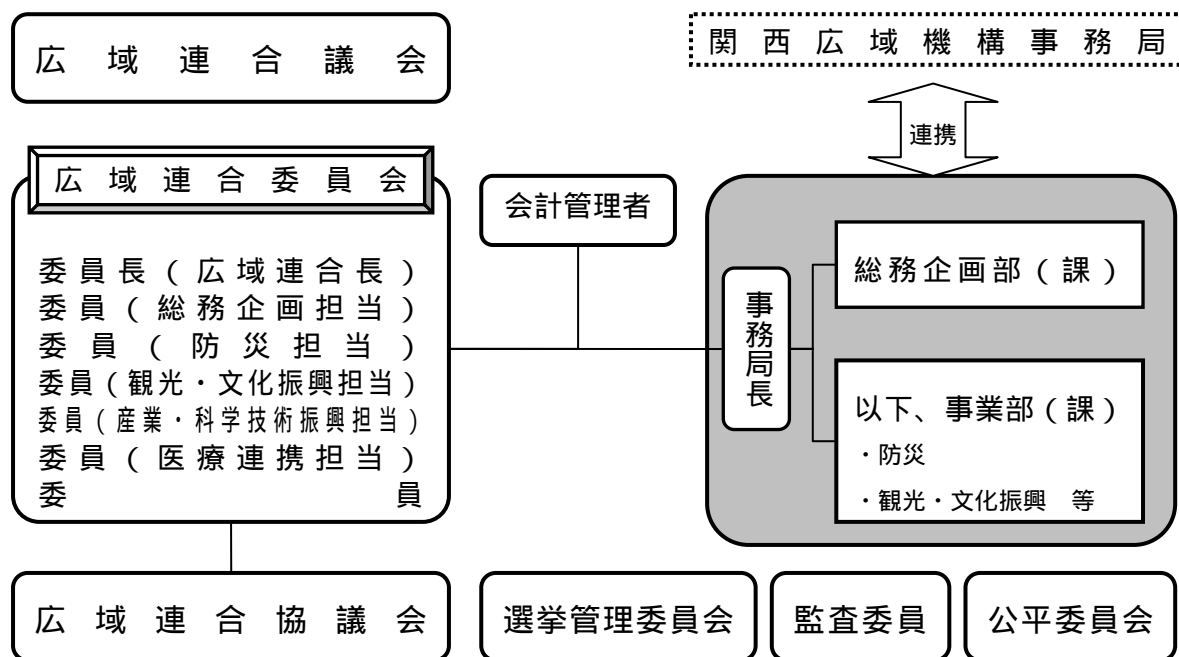 広域連合議会
関西広域機構事務局
連携
広域連合委員会
委員長（広域連合長）
委員（総務企画担当）
委員（防災担当）
委員（観光・文化振興担当）
委員（産業・科学技術振興担当）
委員（医療連携担当）
委員
会計管理者
事務局長
総務企画部（課）
以下、事業部（課）
・防災
・観光・文化振興　等
広域連合協議会
選挙管理委員会
監査委員
公平委員会